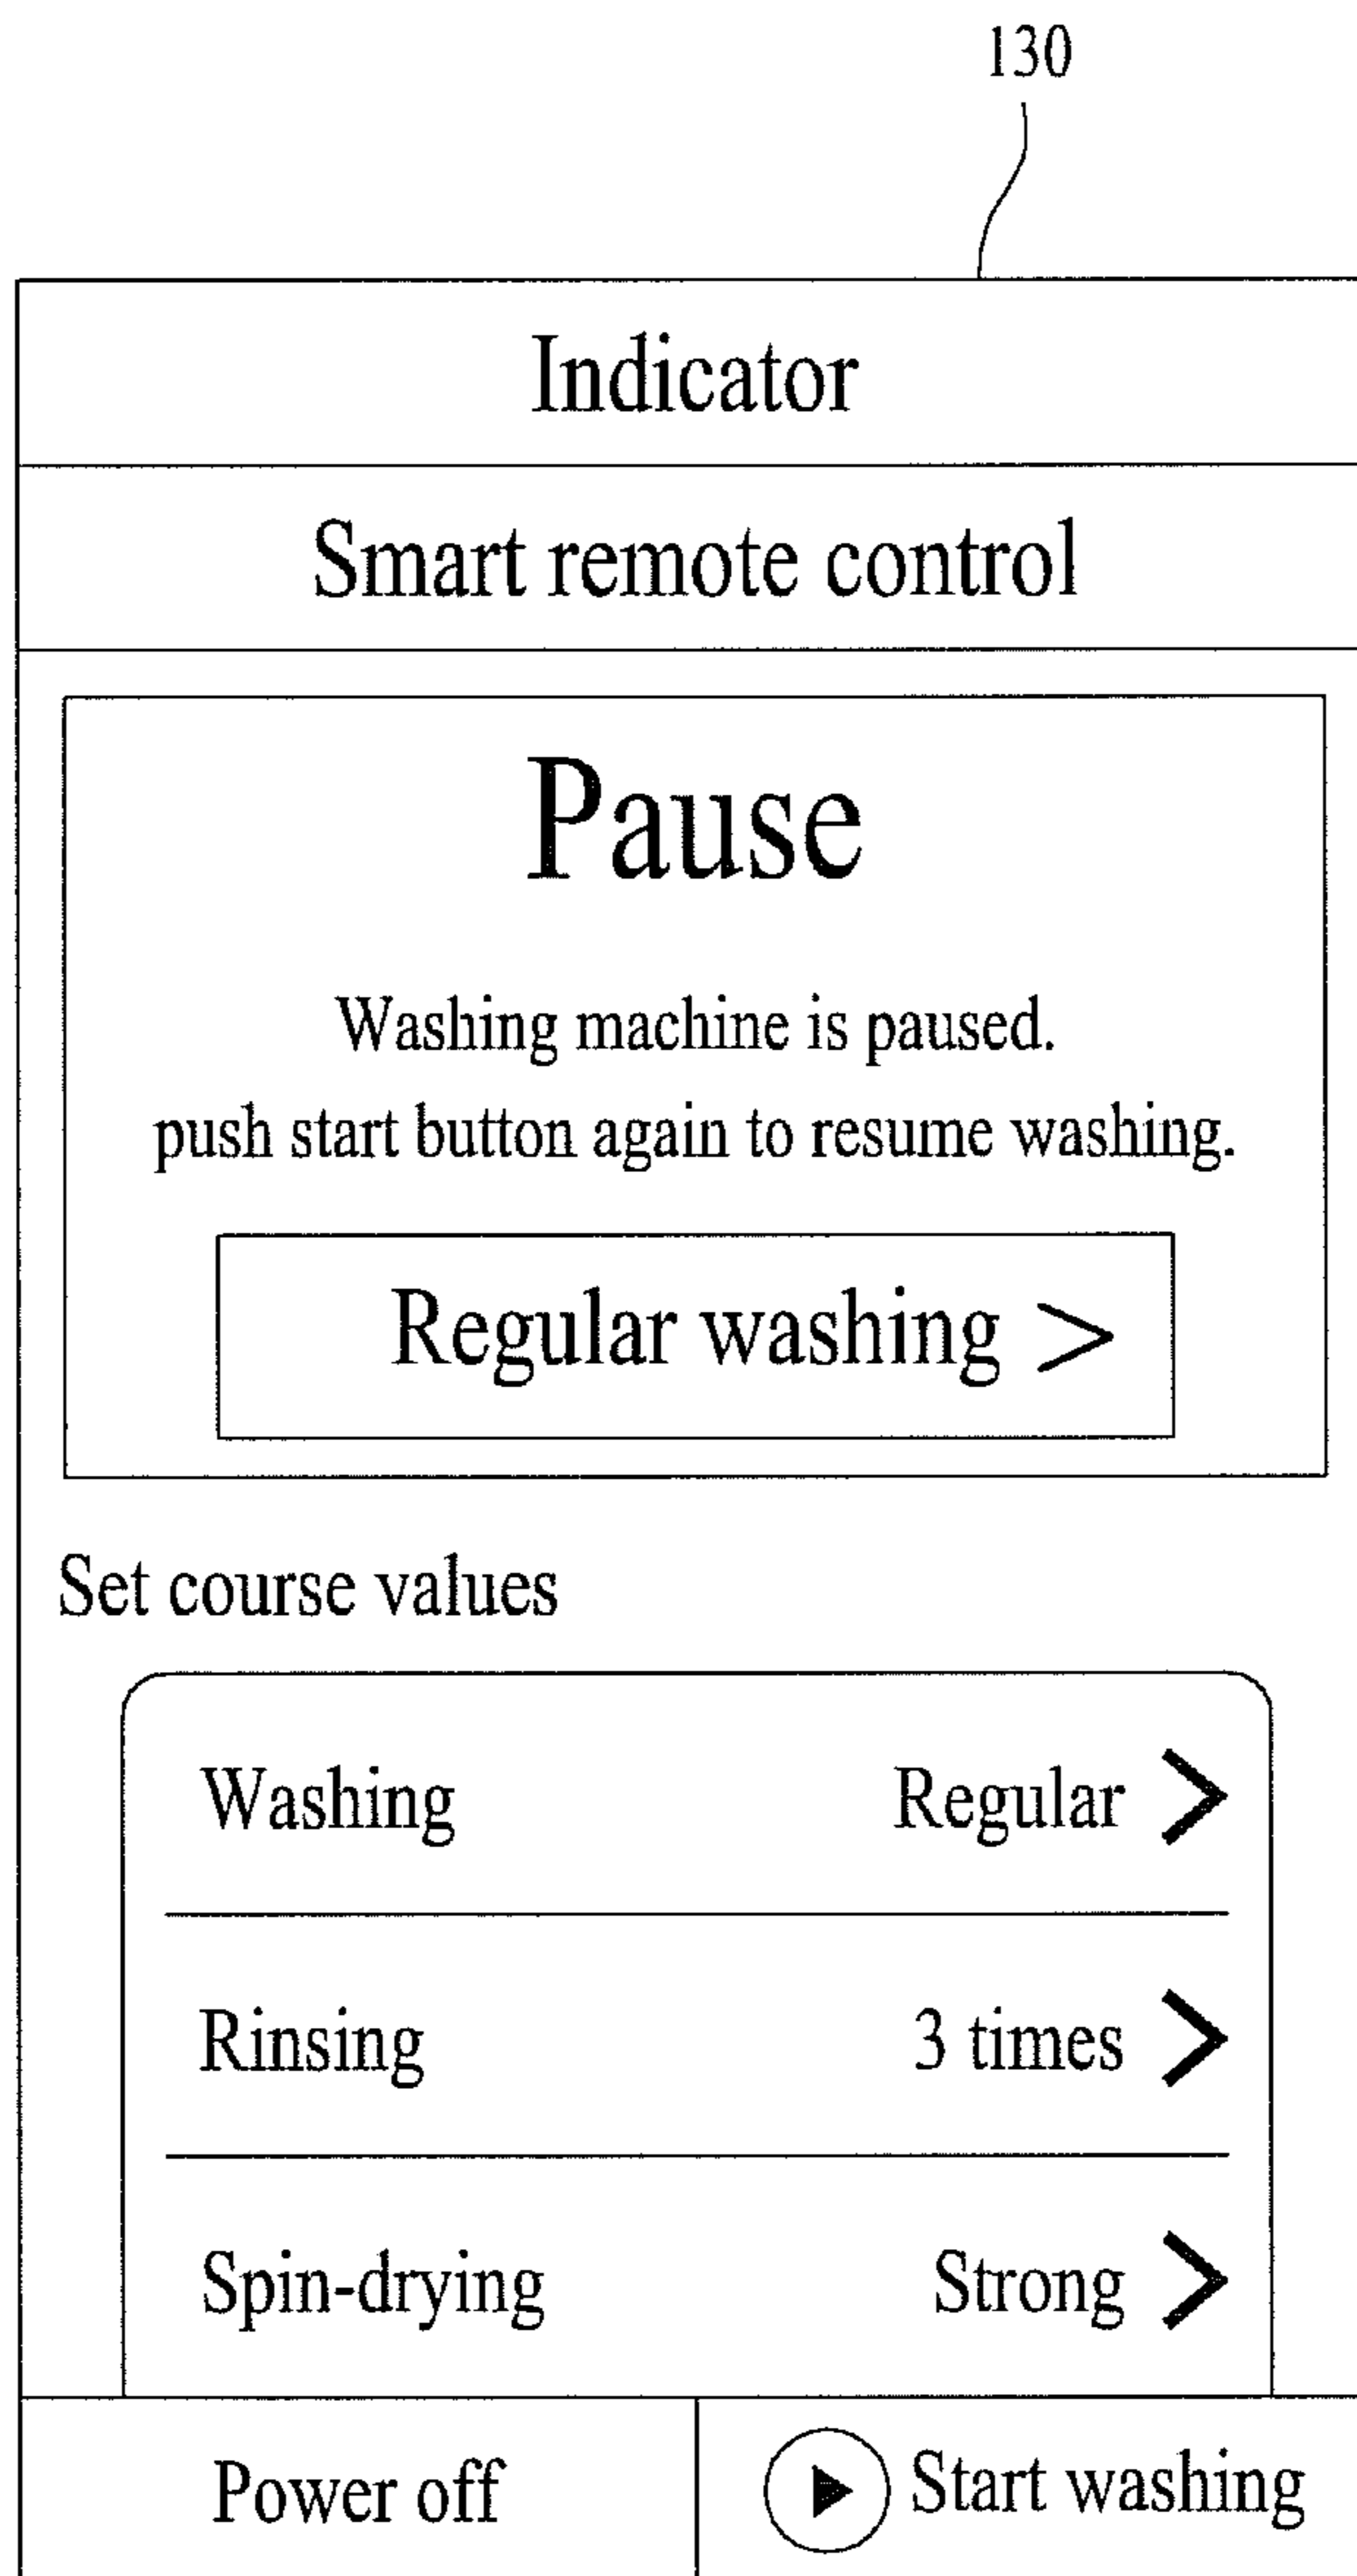 130
Indicator
Smart remote control
Pause
Washing machine is paused.
push start button again to resume washing.
Regular washing >
Set course values
Washing Regular >
Rinsing 3 times >
Spin-drying Strong >
Power off Start washing